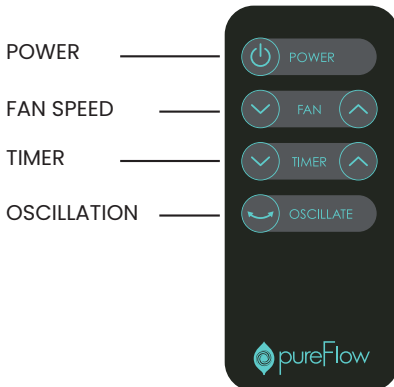 POWER
POWER
FAN SPEED
FAN
TIMER
TIMER
OSCILLATION
OSCILLATE
pureFlow